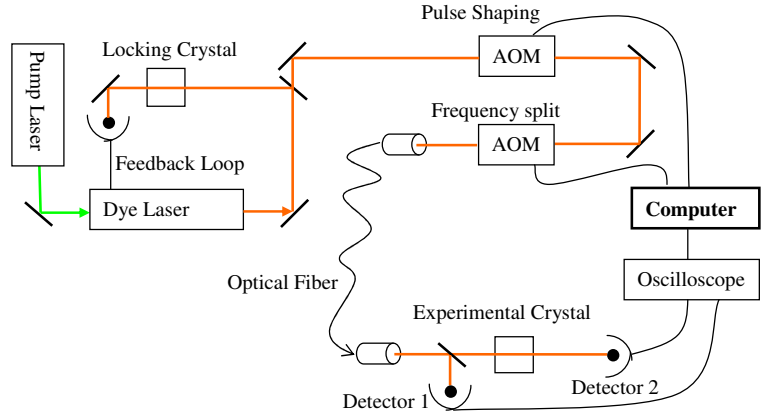 Pulse Shaping
Locking Crystal
AOM
Pump Laser
Frequency split
AOM
Feedback Loop
Dye Laser
Computer
Optical Fiber
Oscilloscope
Experimental Crystal
Detector 1
Detector 2